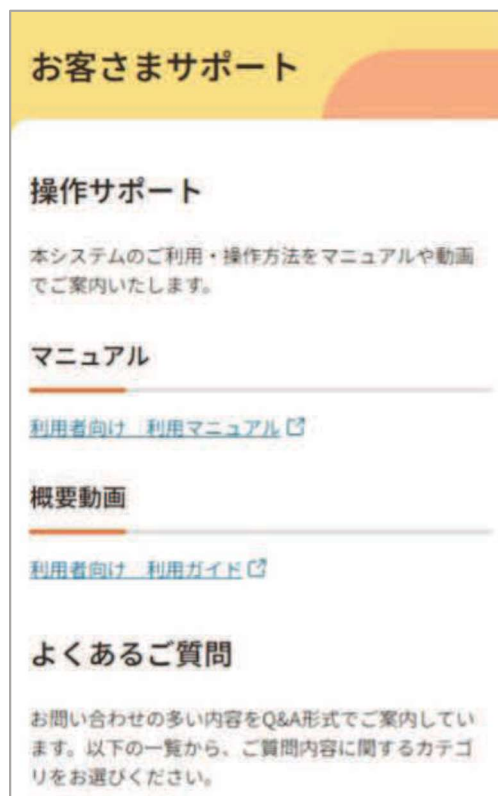 お客さまサポート
操作サポート
本システムのご利用・操作方法をマニュアルや動画
でご案内いたします。
マニュアル
利用者向け　利用マニュアル
概要動画
利用者向け　利用ガイド
よくあるご質問
お問い合わせの多い内容をQ&A形式でご案内してい
ます。以下の一覧から、ご質問内容に関するカテゴ
リをお選びください。